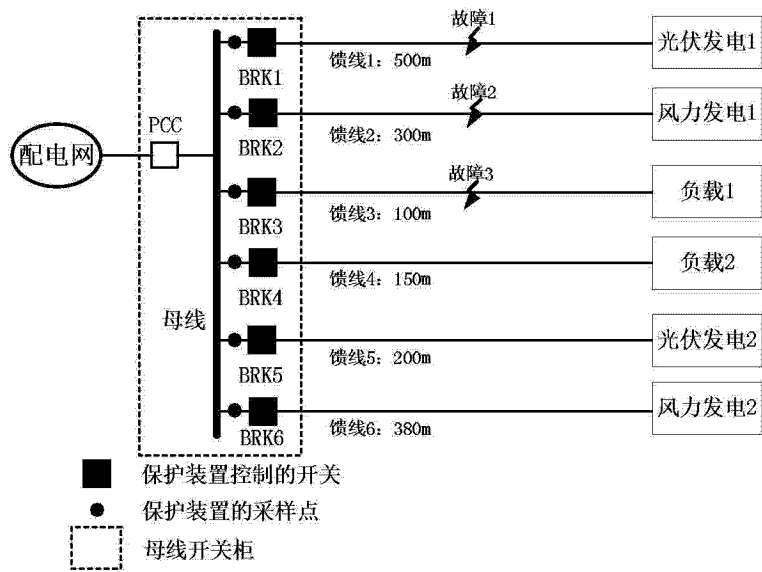 故障1
光伏发电1
BRK1
馈线1：500m
故障2
风力发电1
PCC
BRK2
馈线2：300m
配电网
故障3
负载1
BRK3
馈线3：100m
负载2
BRK4
馈线4：150m
母线
光伏发电2
BRK5
馈线5：200m
风力发电2
BRK6
馈线6：380m
保护装置控制的开关
保护装置的采样点
母线开关柜